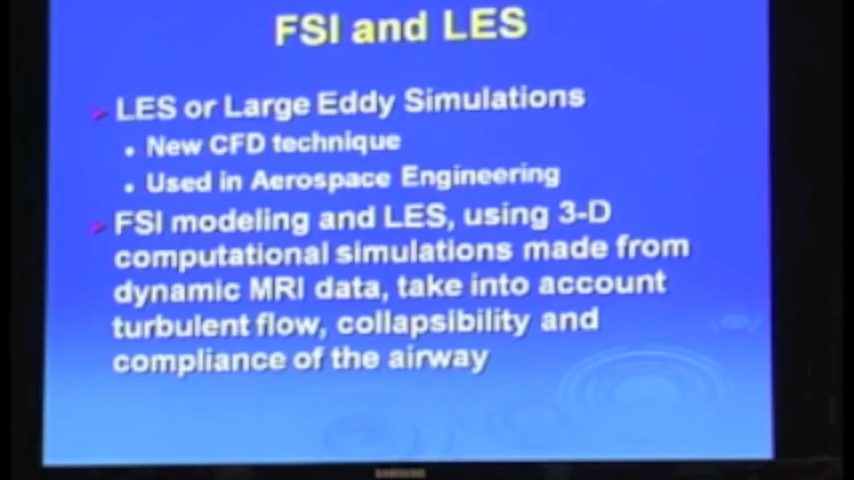 FSI and LES
LES or Large Eddy Simulations
• New CFD technique
• Used in Aerospace Engineering
FSI modeling and LES, using 3-D
computational simulations made from
dynamic MRI data, take into account
turbulent flow, collapsibility and
compliance of the airway
SAMSUNG